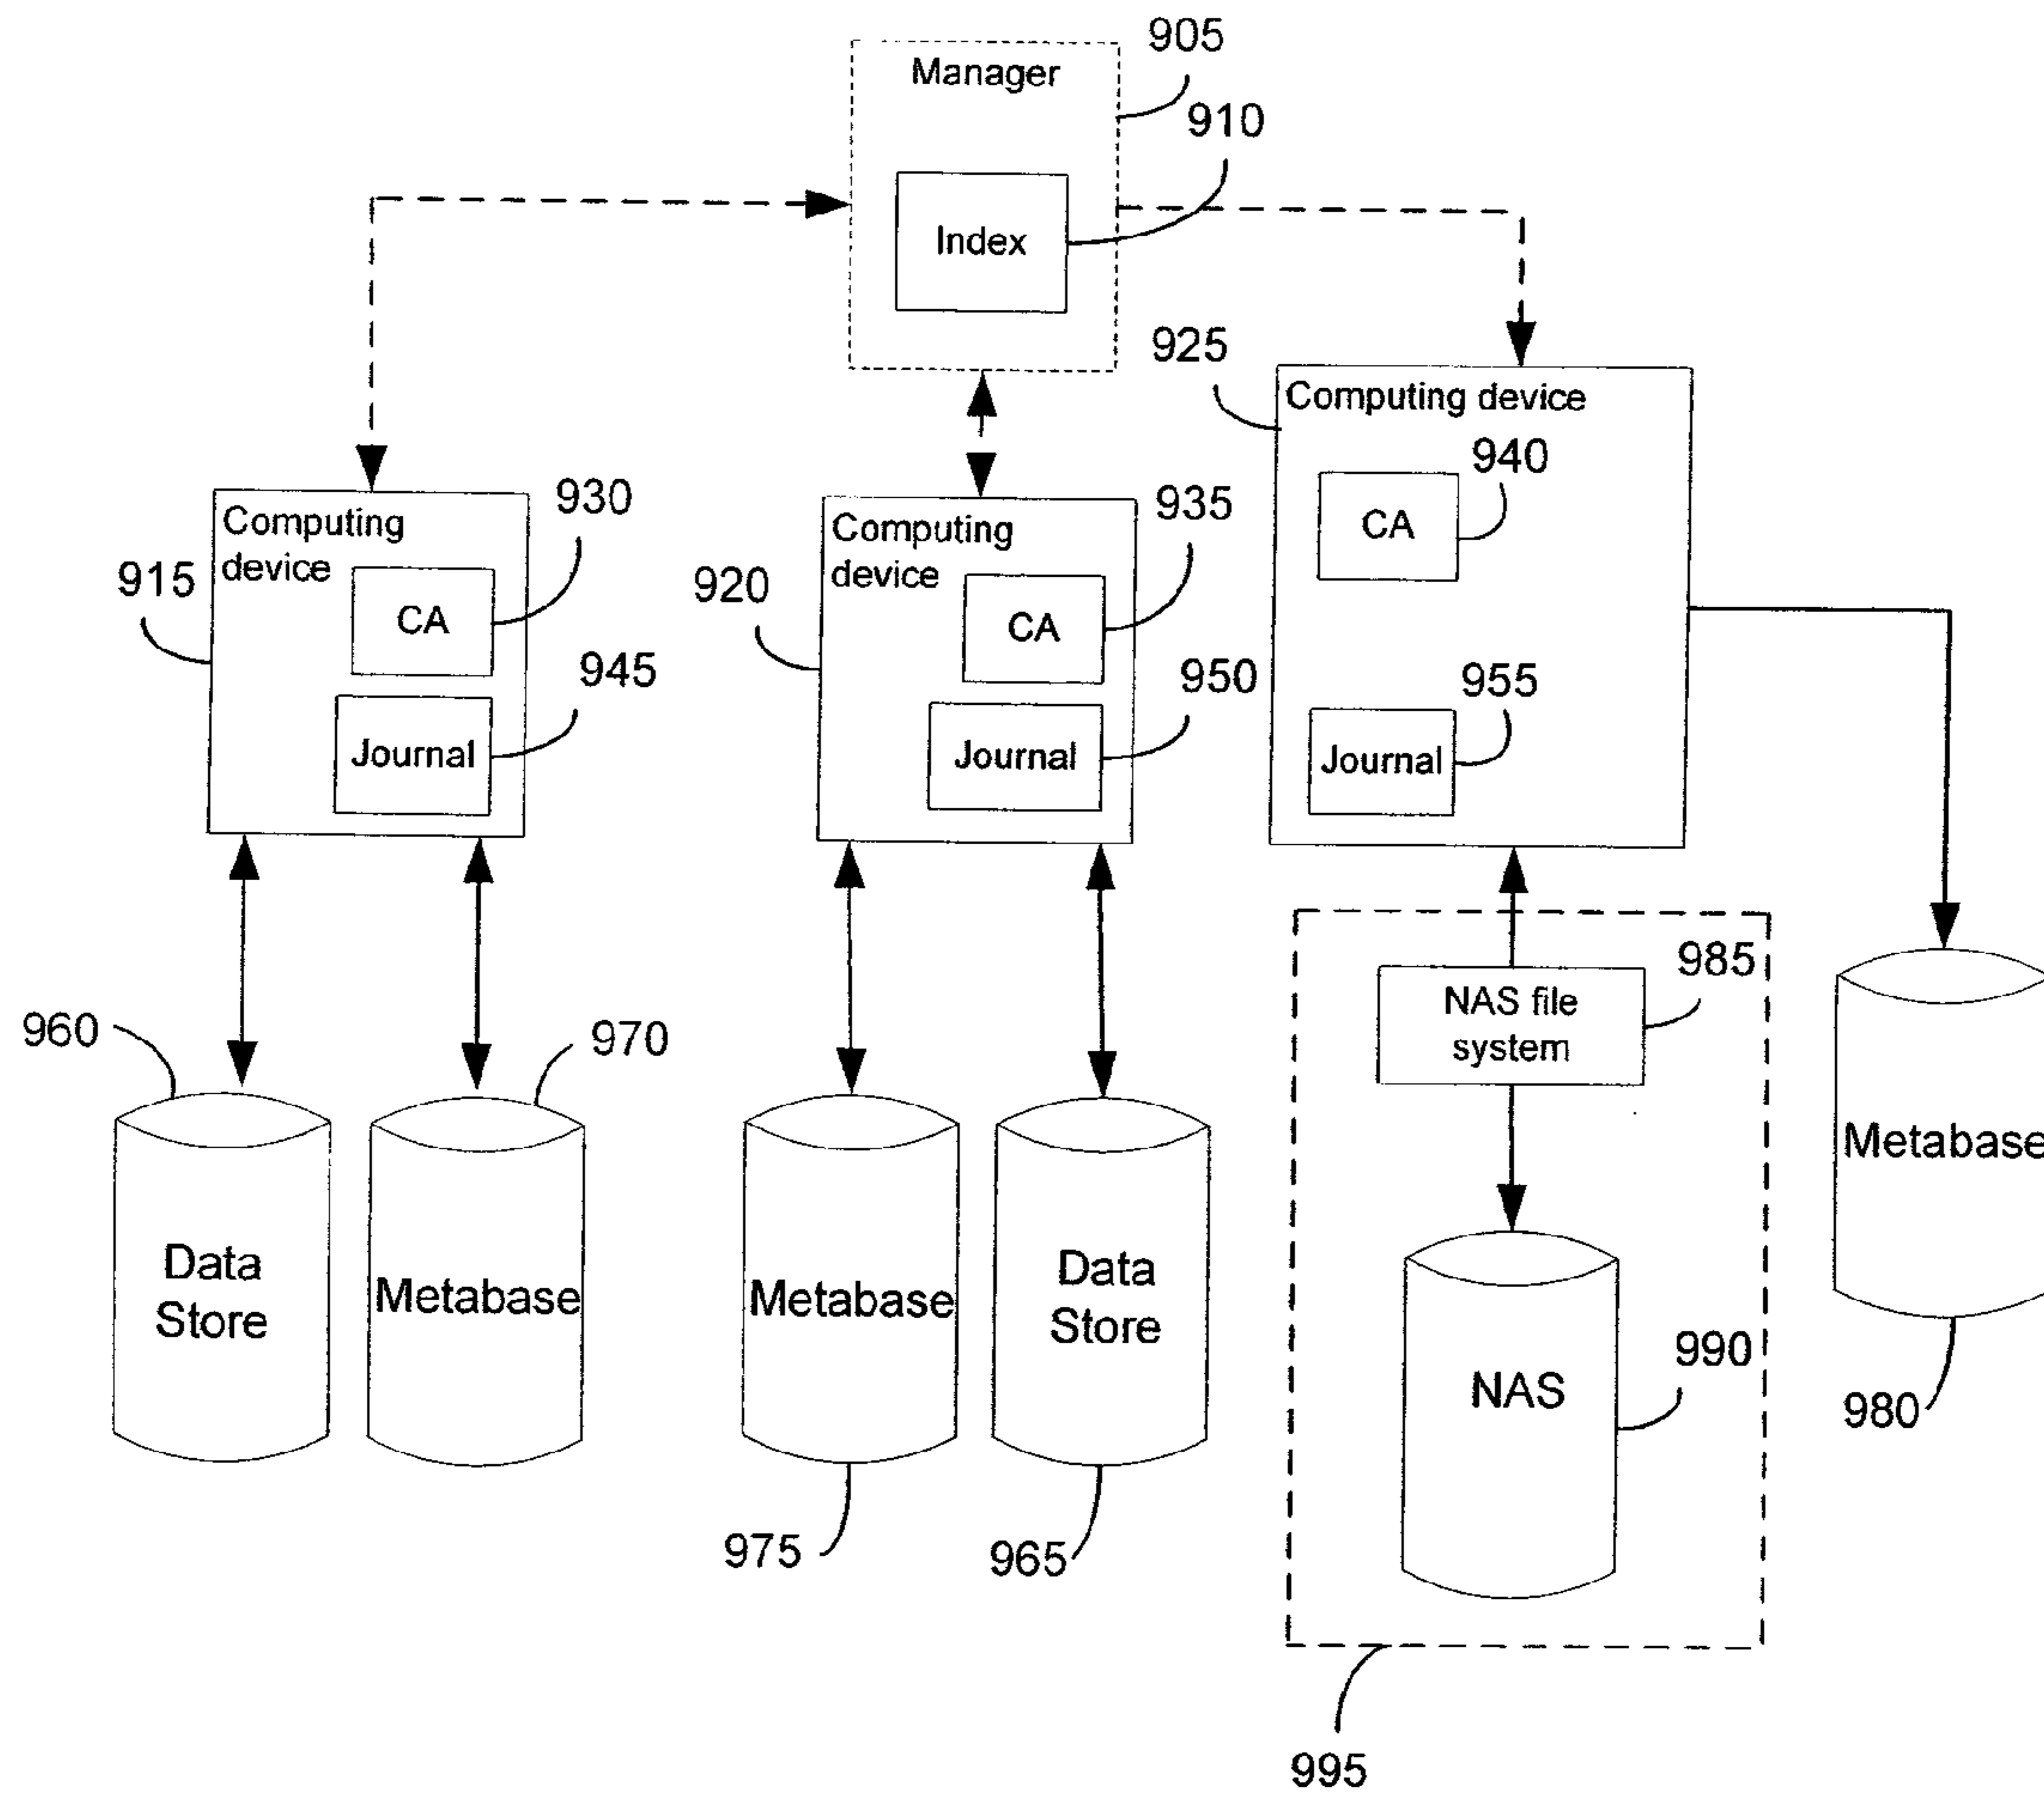 905
Manager
910
Index
925
Computing device
940
CA
955
Journal
930
Computing
device
915
CA
945
Journal
935
Computing
device
920
CA
950
Journal
960
970
Data
Store
Metabase
Metabase
Data
Store
975
965
985
NAS file
system
990
NAS
995
Metabase
980